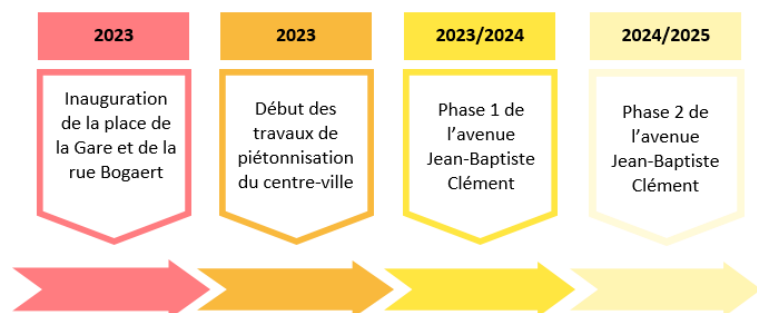 2023
Inauguration
de la place de
la Gare et de la
rue Bogaert
2023
Début des
travaux de
piétonnisation
du centre-ville
2023/2024
Phase 1 de
l’avenue
Jean-Baptiste
Clément
2024/2025
Phase 2 de
l’avenue
Jean-Baptiste
Clément